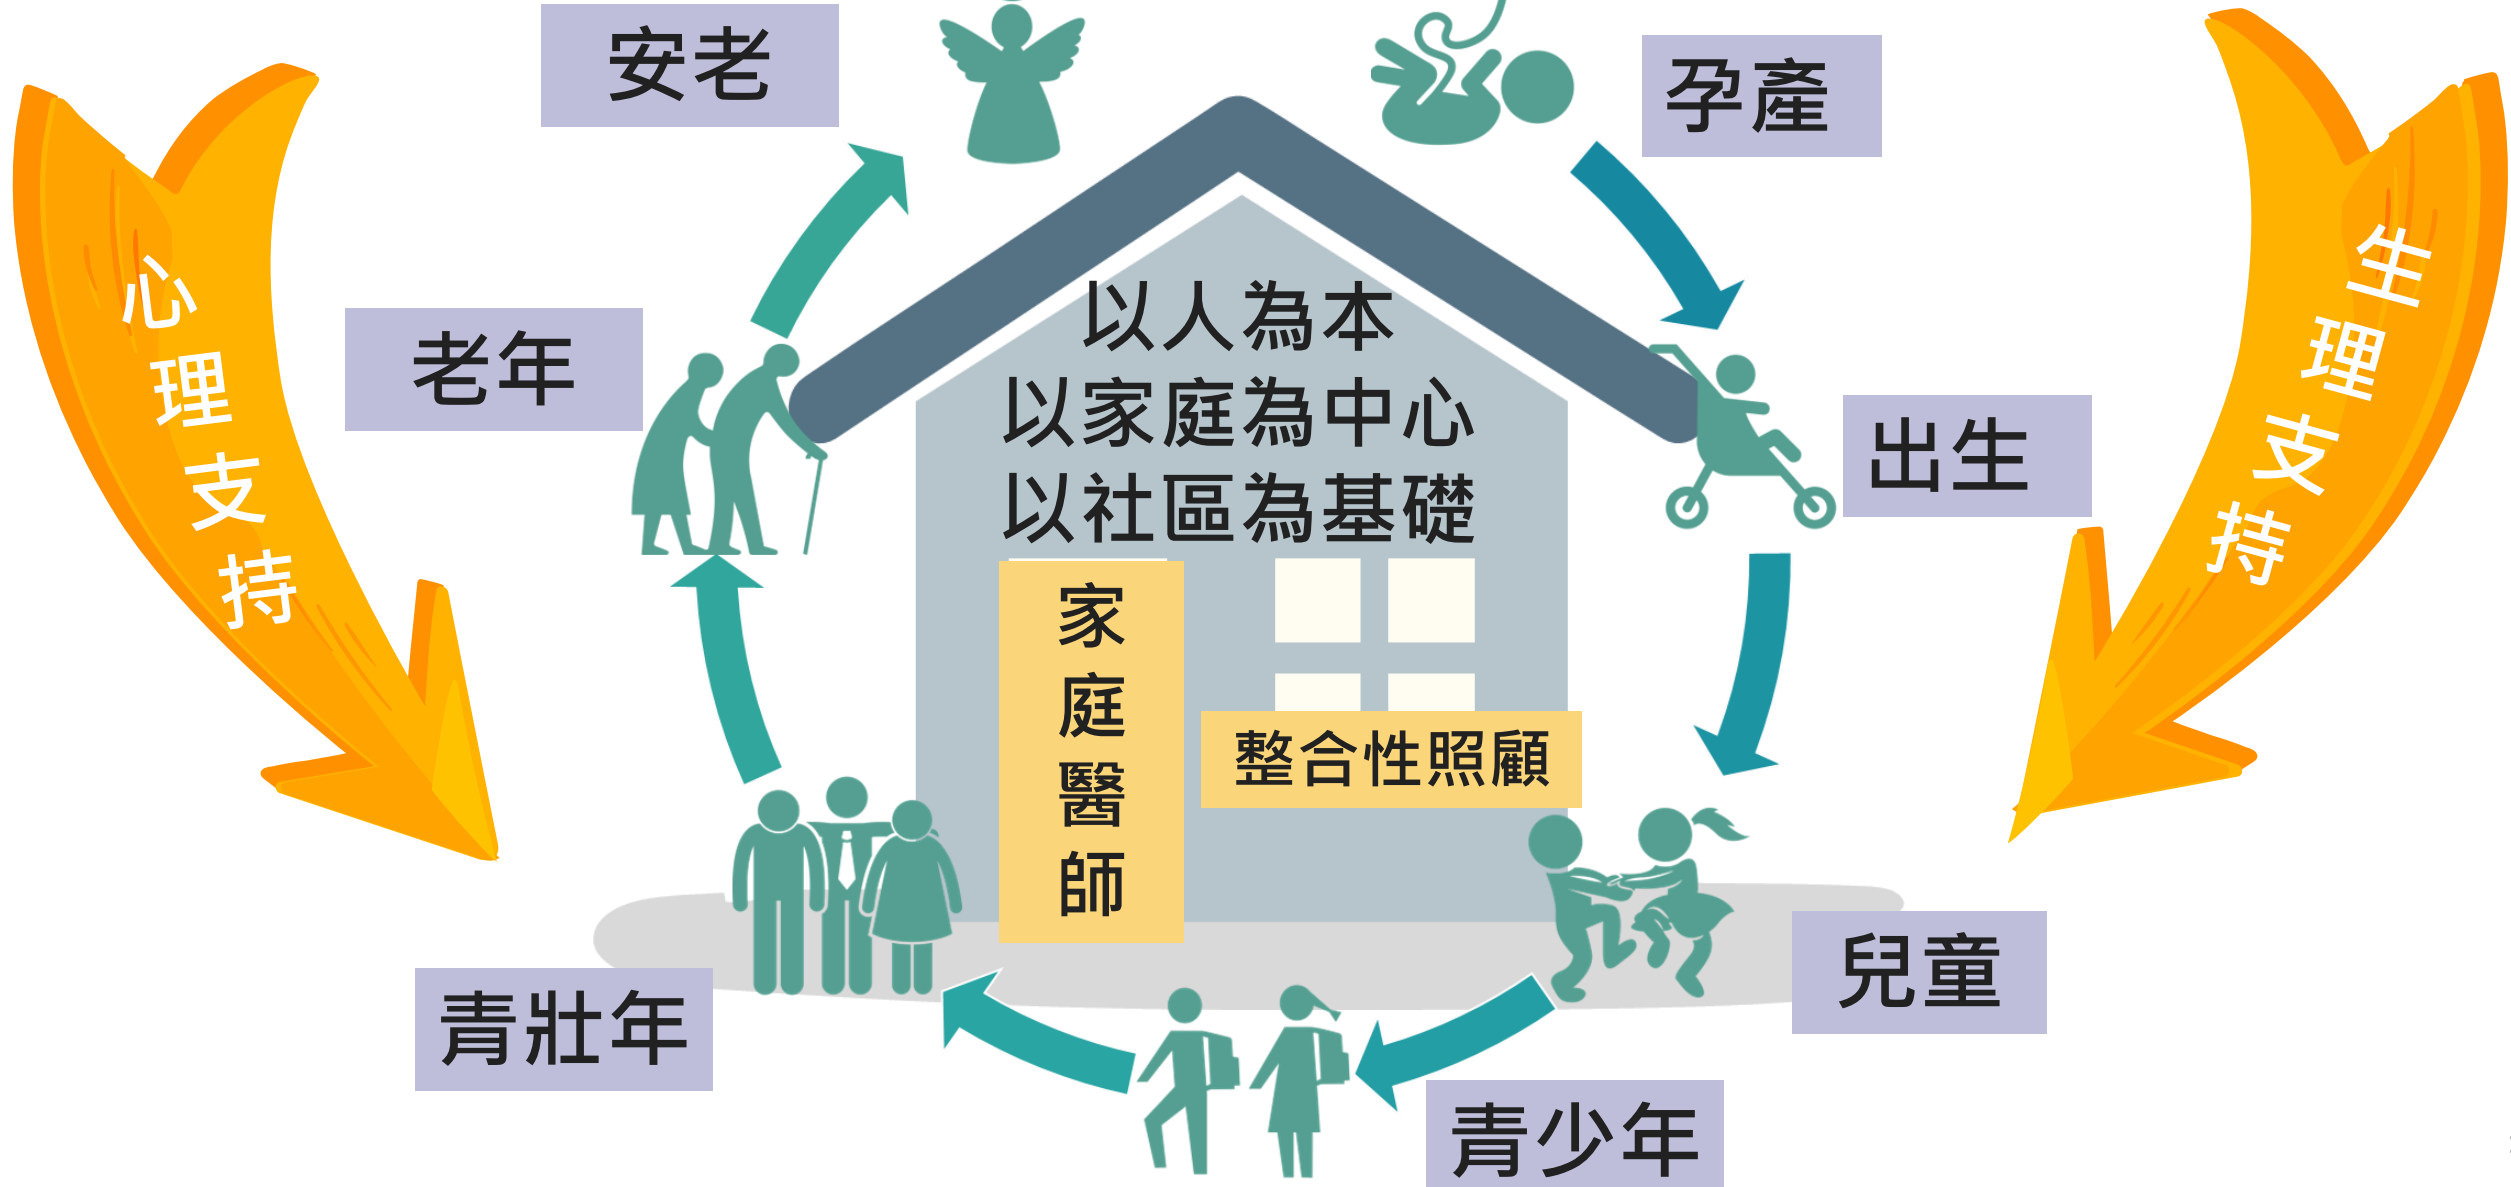 安老
孕產
心理支持
生理支持
老年
以人為本
以家庭為中心
以社區為基礎
出生
家庭醫師
整合性照顧
兒童
青壯年
青少年